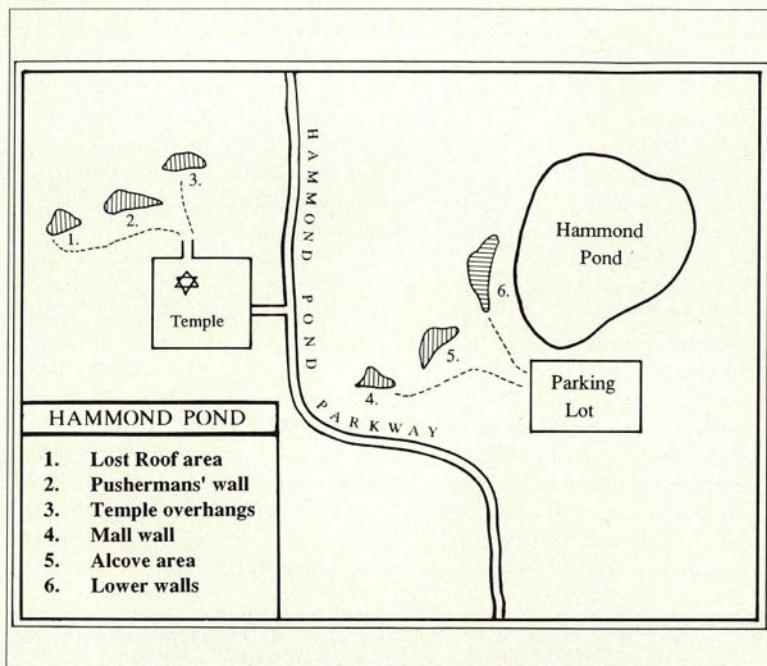 3.
2.
1.
Temple
HAMMOND POND PARKWAY
Hammond
Pond
6.
5.
4.
Parking
Lot
HAMMOND POND
1. Lost Roof area
2. Pushermans' wall
3. Temple overhangs
4. Mall wall
5. Alcove area
6. Lower walls